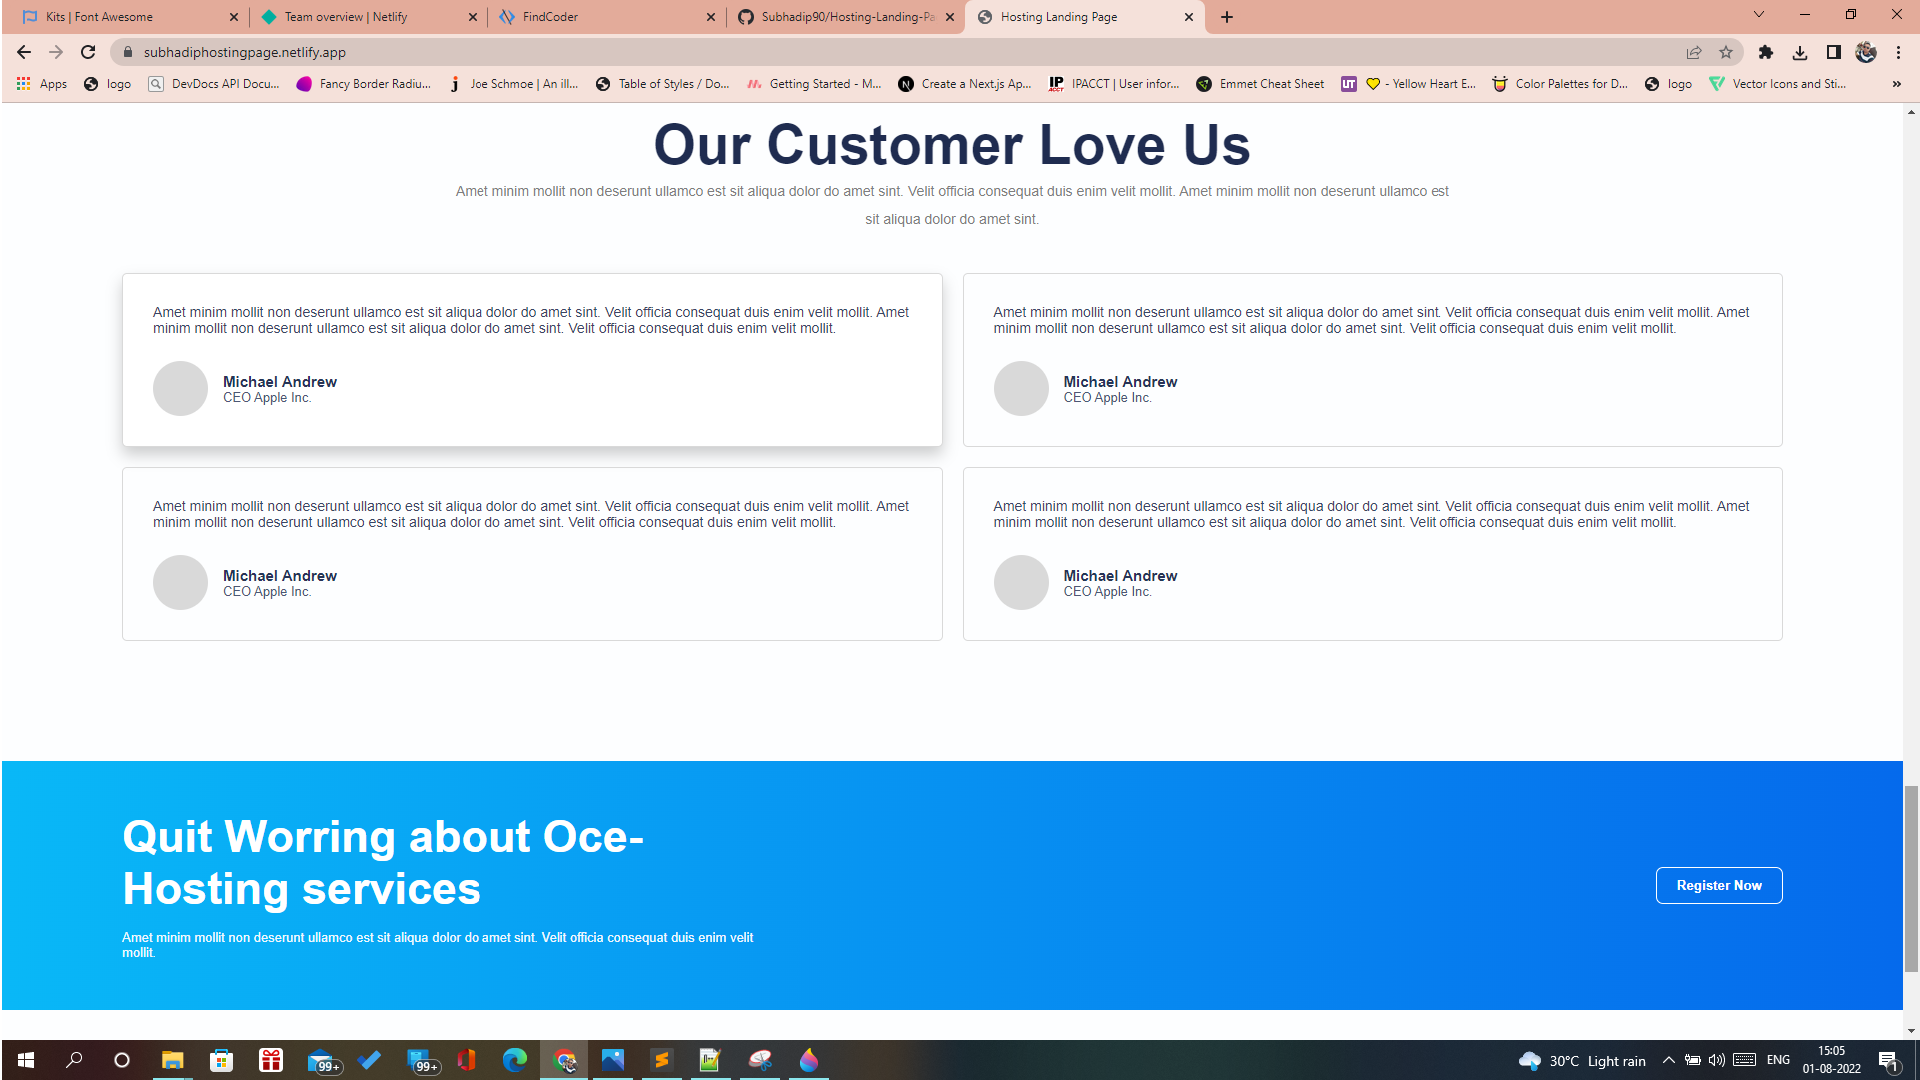 Kits | Font Awesome
Team overview | Netlify
FindCoder
Subhadip90/Hosting-Landing-Pa
Hosting Landing Page
subhadiphostingpage.netlify.app
Apps
logo
DevDocs API Docu...
Fancy Border Radiu...
Joe Schmoe | An ill...
Table of Styles / Do...
Getting Started - M...
Create a Next.js Ap...
IPACCT | User infor...
Emmet Cheat Sheet
- Yellow Heart E...
Color Palettes for D...
logo
Vector Icons and Sti...
»
Our Customer Love Us
Amet minim mollit non deserunt ullamco est sit aliqua dolor do amet sint. Velit officia consequat duis enim velit mollit. Amet minim mollit non deserunt ullamco est
sit aliqua dolor do amet sint.
Amet minim mollit non deserunt ullamco est sit aliqua dolor do amet sint. Velit officia consequat duis enim velit mollit. Amet
minim mollit non deserunt ullamco est sit aliqua dolor do amet sint. Velit officia consequat duis enim velit mollit.
Michael Andrew
CEO Apple Inc.
Amet minim mollit non deserunt ullamco est sit aliqua dolor do amet sint. Velit officia consequat duis enim velit mollit. Amet
minim mollit non deserunt ullamco est sit aliqua dolor do amet sint. Velit officia consequat duis enim velit mollit.
Michael Andrew
CEO Apple Inc.
Amet minim mollit non deserunt ullamco est sit aliqua dolor do amet sint. Velit officia consequat duis enim velit mollit. Amet
minim mollit non deserunt ullamco est sit aliqua dolor do amet sint. Velit officia consequat duis enim velit mollit.
Michael Andrew
CEO Apple Inc.
Amet minim mollit non deserunt ullamco est sit aliqua dolor do amet sint. Velit officia consequat duis enim velit mollit. Amet
minim mollit non deserunt ullamco est sit aliqua dolor do amet sint. Velit officia consequat duis enim velit mollit.
Michael Andrew
CEO Apple Inc.
Quit Worring about Oce-
Hosting services
Amet minim mollit non deserunt ullamco est sit aliqua dolor do amet sint. Velit officia consequat duis enim velit
mollit.
Register Now
99+
99+
30°C Light rain
ENG
15:05
01-08-2022
1